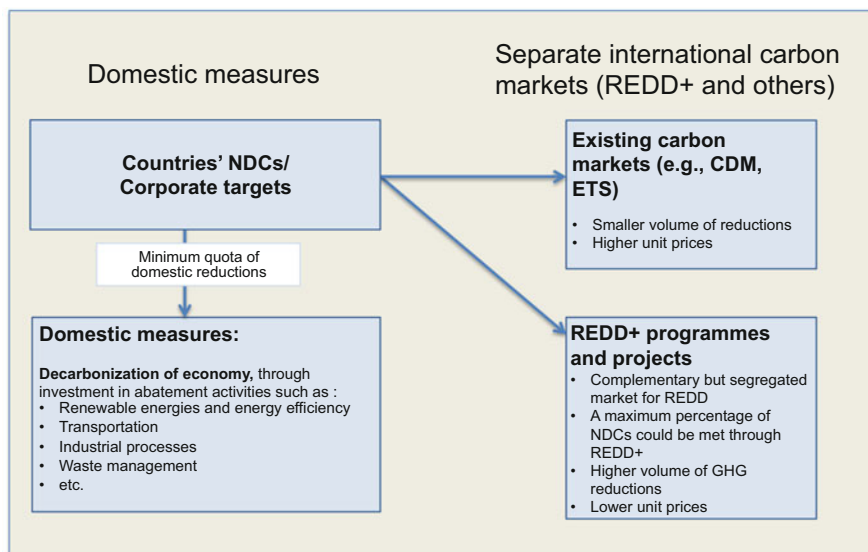 Domestic measures
Separate international carbon
markets (REDD+ and others)
Countries’ NDCs/
Corporate targets
Minimum quota of
domestic reductions
Domestic measures:
Decarbonization of economy, through
investment in abatement activities such as :
• Renewable energies and energy efficiency
• Transportation
• Industrial processes
• Waste management
• etc.
Existing carbon
markets (e.g., CDM,
ETS)
• Smaller volume of reductions
• Higher unit prices
REDD+ programmes
and projects
• Complementary but segregated
market for REDD
• A maximum percentage of
NDCs could be met through
REDD+
• Higher volume of GHG
reductions
• Lower unit prices